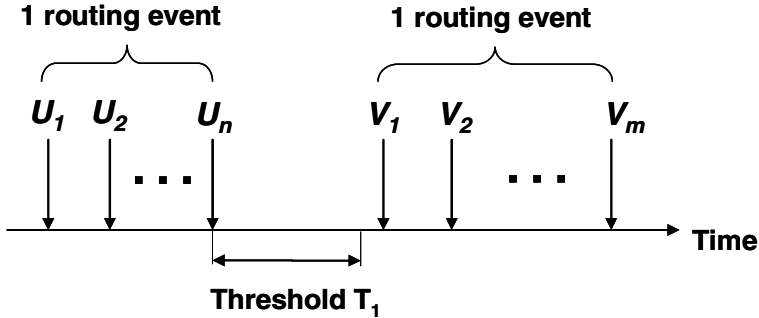 1 routing event 1 routing event
U1 U2 ... Un V1 V2 ... Vm
Time
Threshold T1